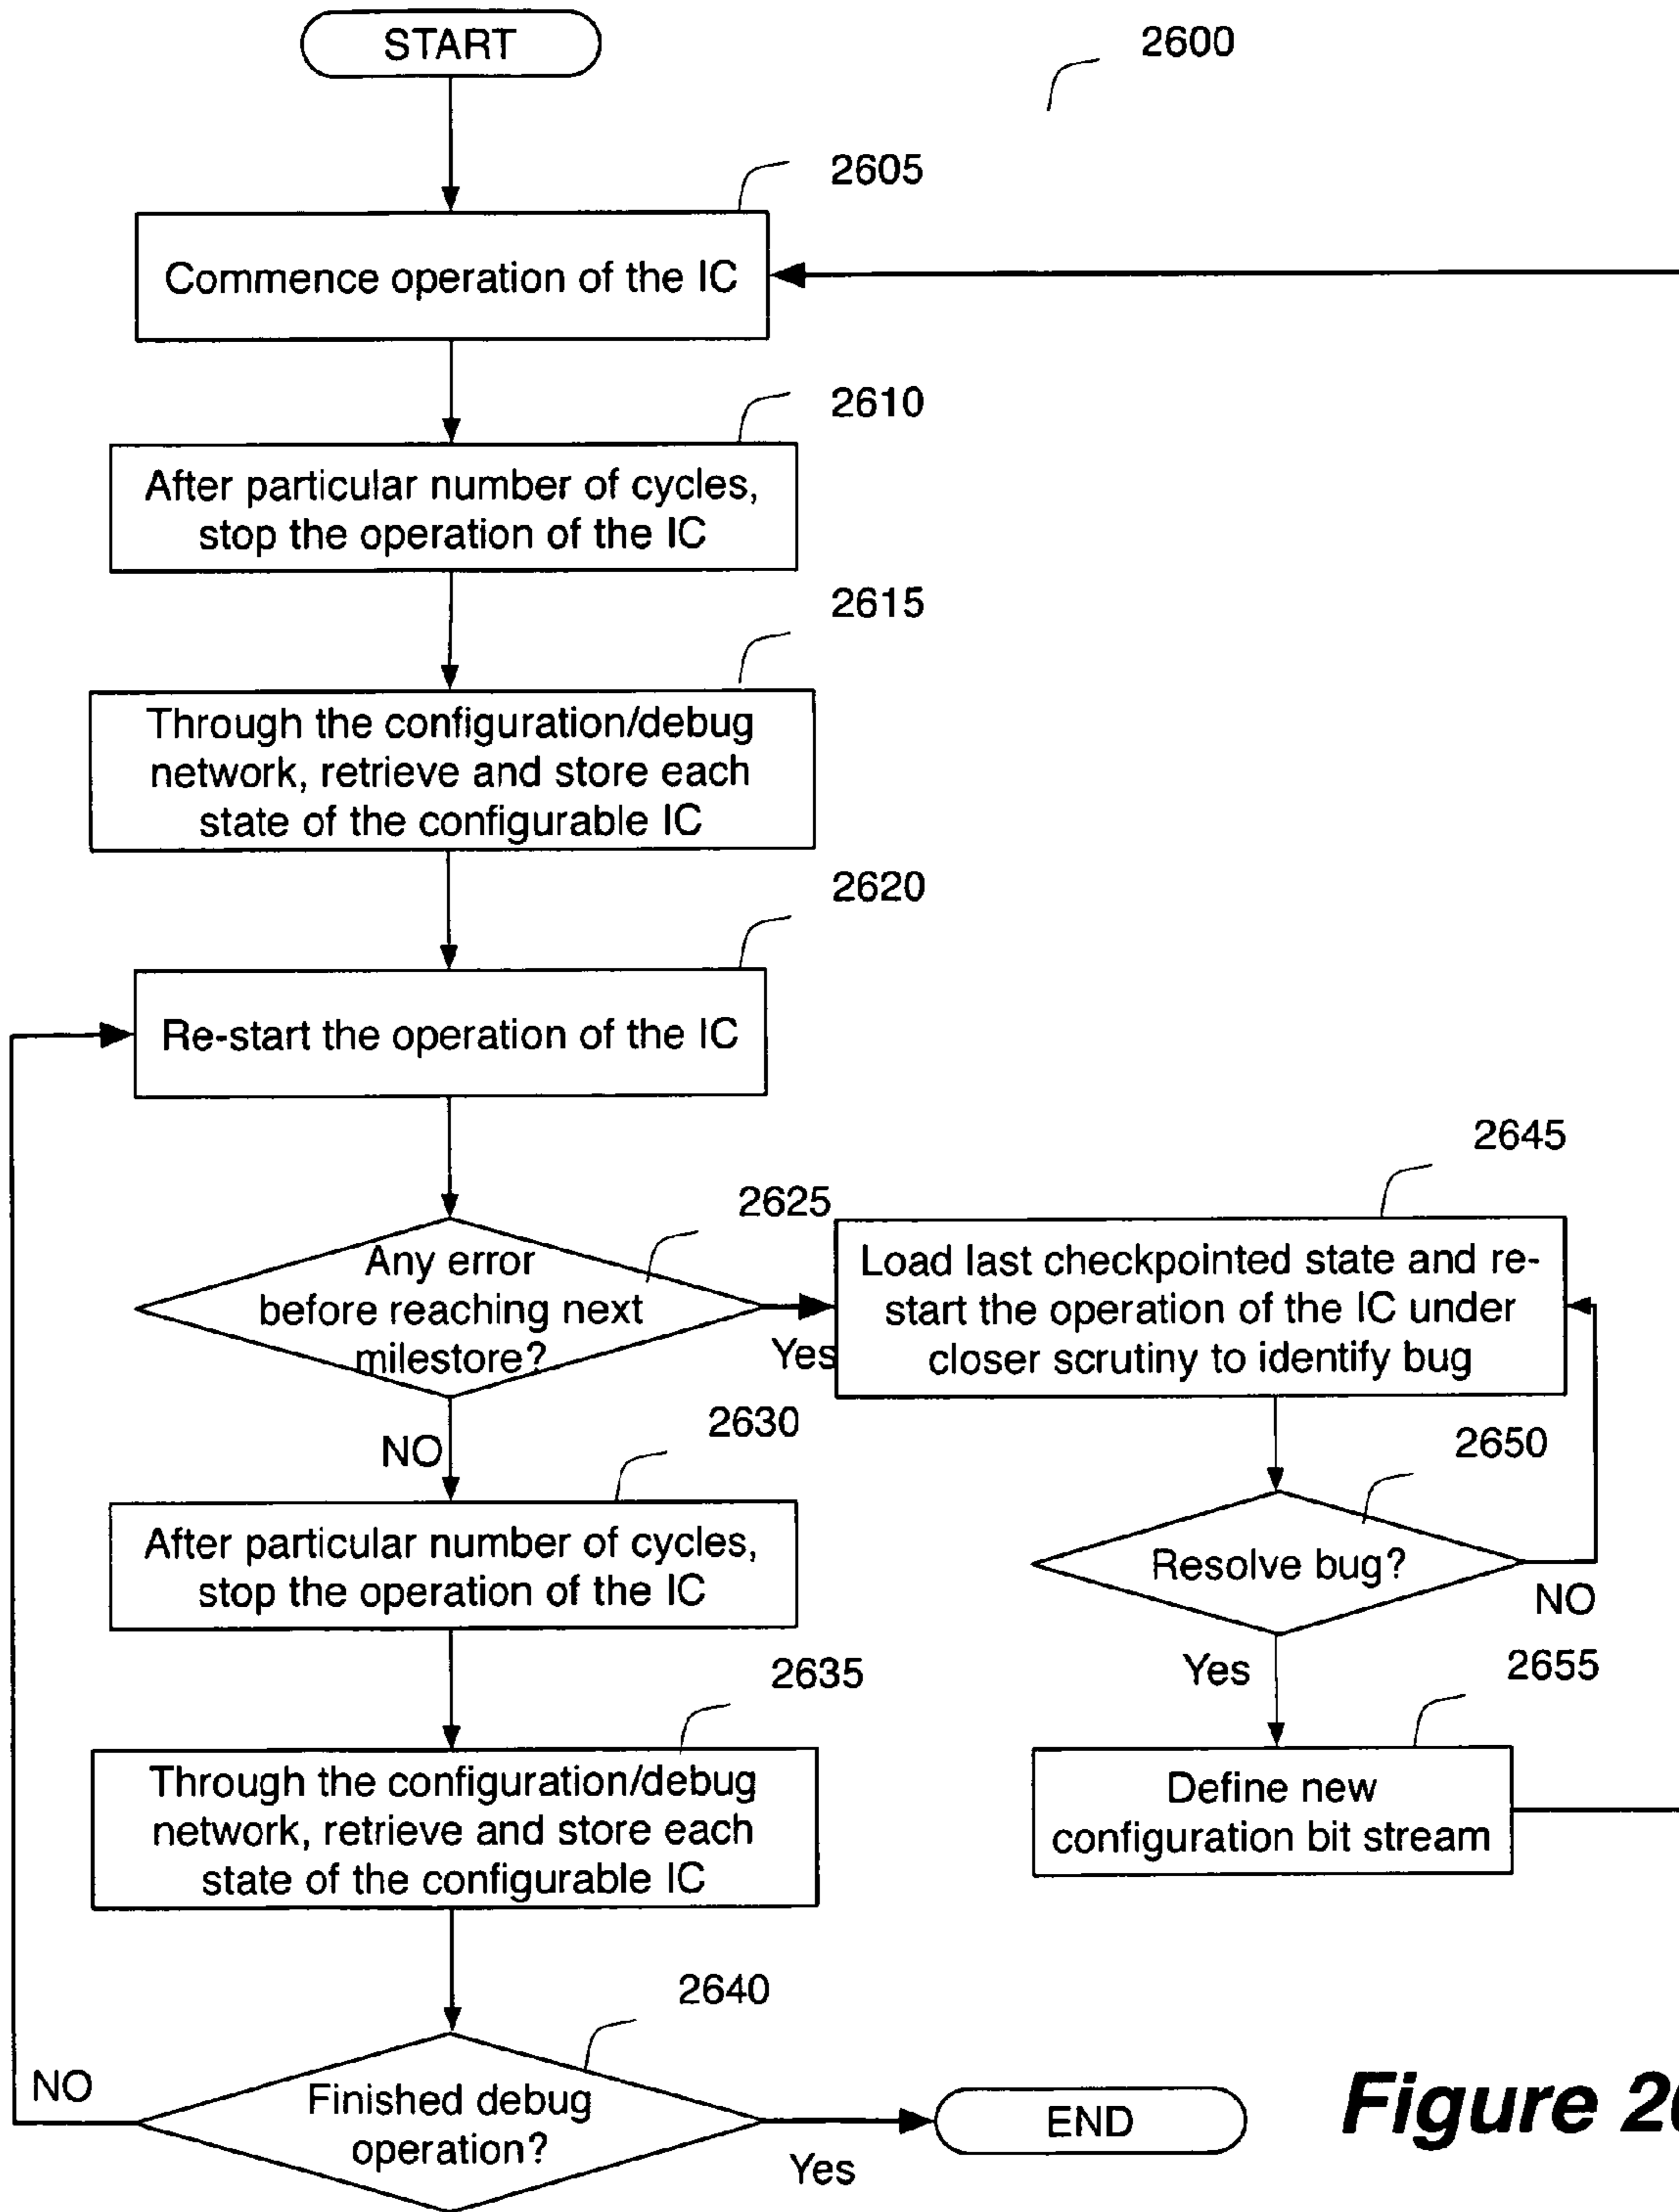 START
2600
2605
Commence operation of the IC
2610
After particular number of cycles,
stop the operation of the IC
2615
Through the configuration/debug
network, retrieve and store each
state of the configurable IC
2620
Re-start the operation of the IC
2625
Any error
before reaching next
milestore?
Yes
NO
2645
Load last checkpointed state and re-
start the operation of the IC under
closer scrutiny to identify bug
2630
After particular number of cycles,
stop the operation of the IC
2650
Resolve bug?
NO
Yes
2635
Through the configuration/debug
network, retrieve and store each
state of the configurable IC
2655
Define new
configuration bit stream
2640
Finished debug
operation?
NO
Yes
END
Figure 26